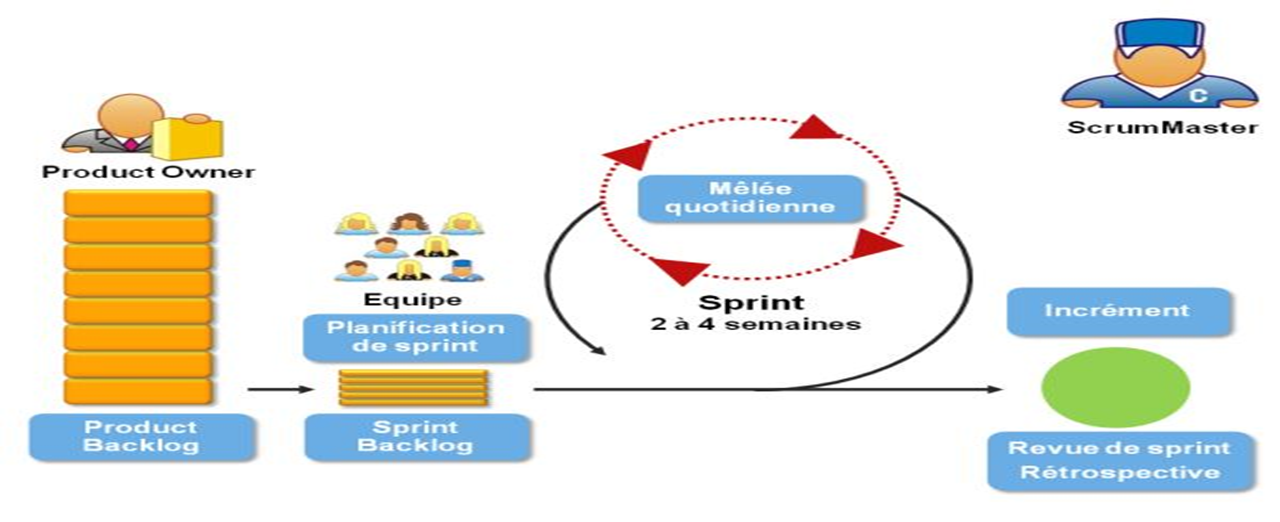 ScrumMaster
Product Owner
Mêlée
quotidienne
Equipe
Sprint
2 à 4 semaines
Planification
de sprint
Incrément
Product
Backlog
Sprint
Backlog
Revue de sprint
Rétrospective
C